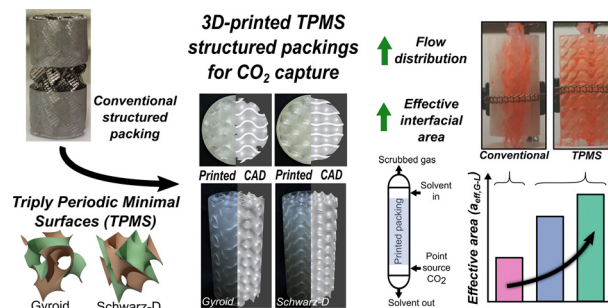 3D-printed TPMS
structured packings
for CO₂ capture
Conventional
structured
packing
Triply Periodic Minimal
Surfaces (TPMS)
Gyroid
Schwarz-D
Printed CAD
Printed CAD
Gyroid
Schwarz-D
Flow
distribution
Effective
interfacial
area
Scrubbed gas
Solvent
in
Printed packing
Point
source
CO₂
Solvent out
Conventional
TPMS
Effective area (a_eff,G-L)